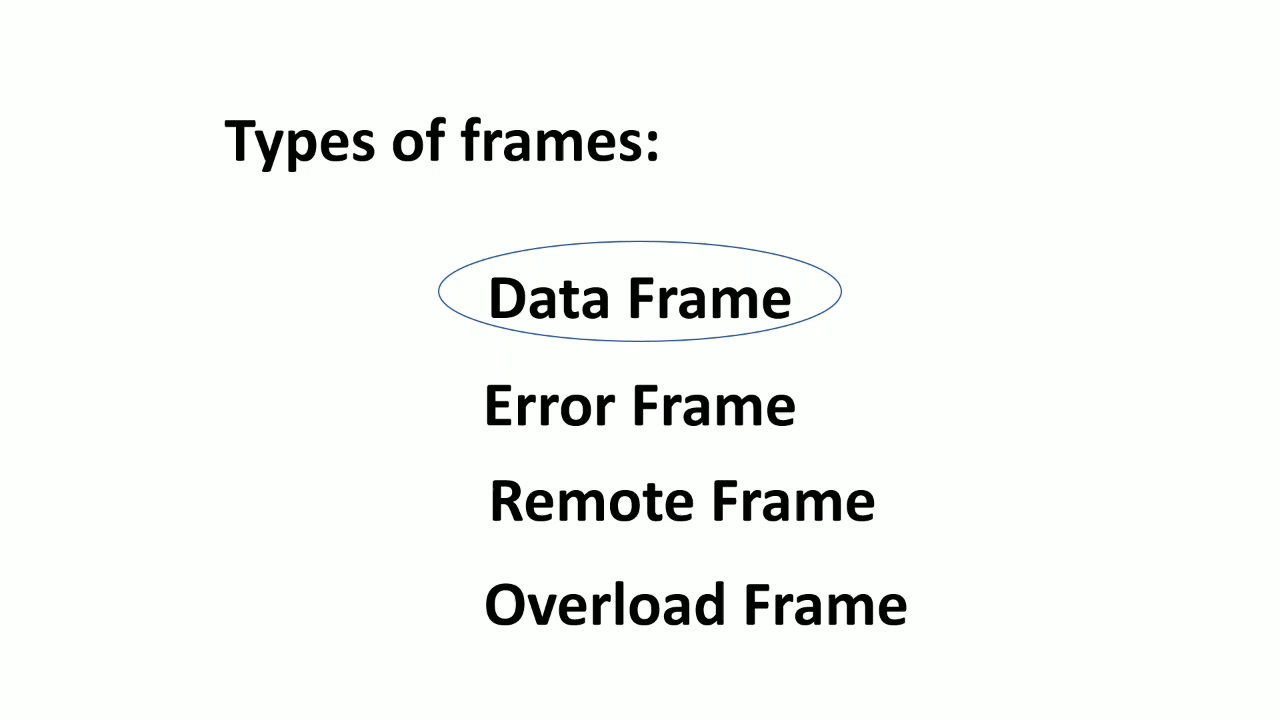 Types of frames:
Data Frame
Error Frame
Remote Frame
Overload Frame